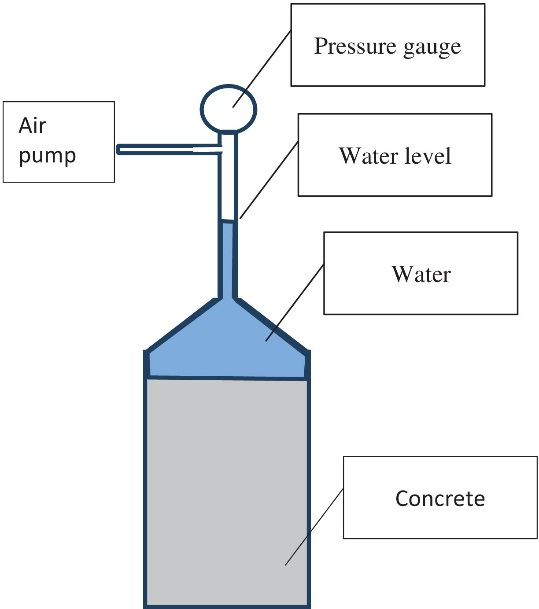 Pressure gauge
Air
pump
Water level
Water
Concrete